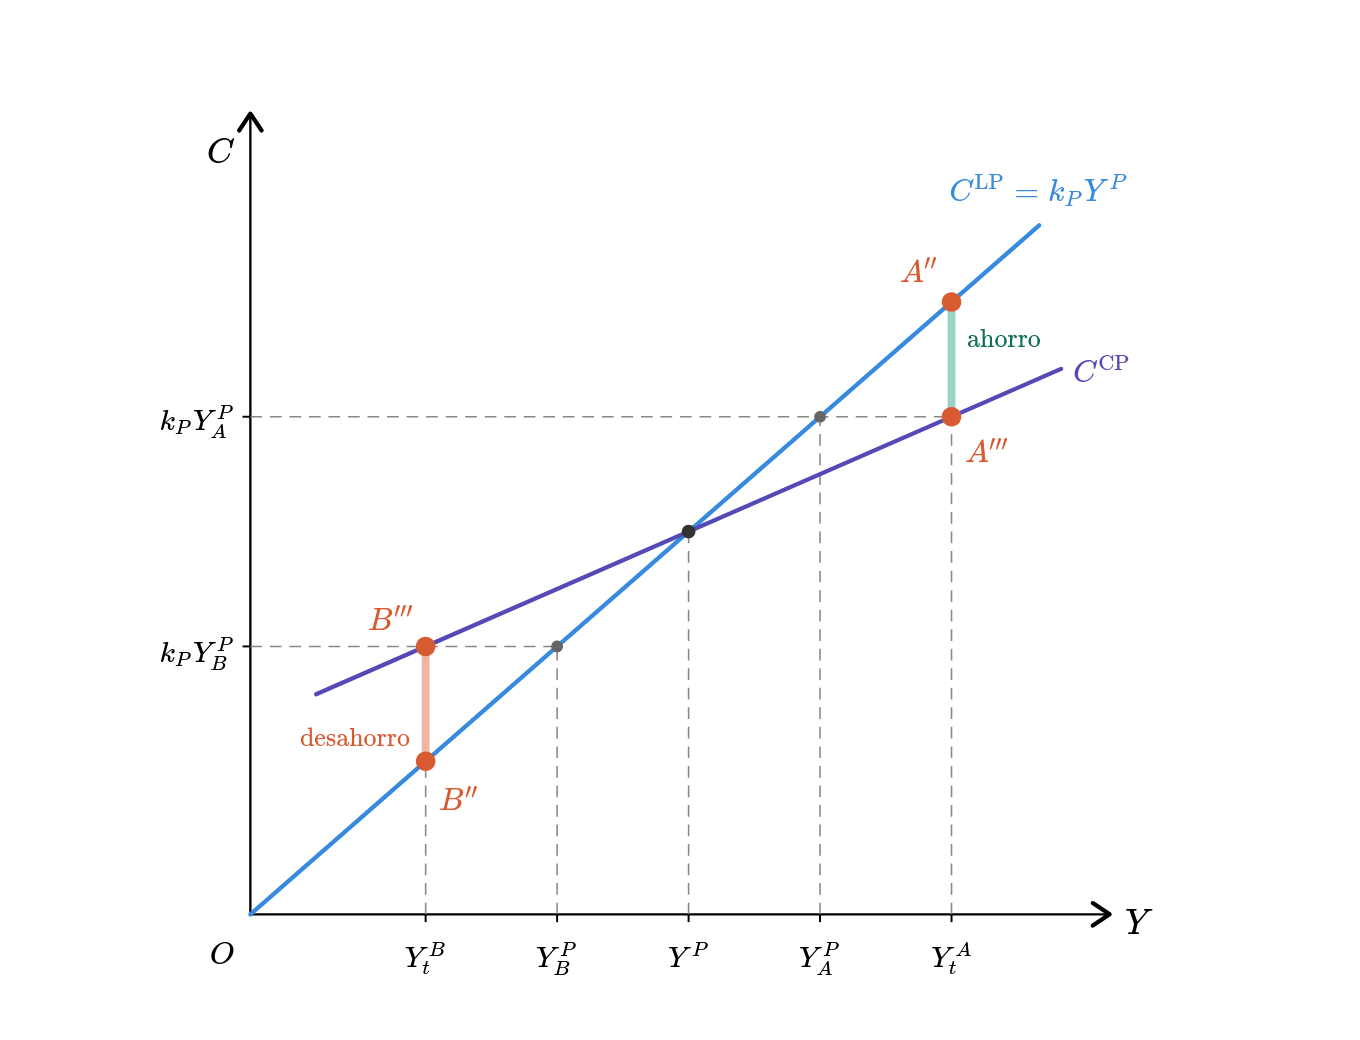 C
C^LP = k_P Y^P
A″
ahorro
C^CP
k_P Y_A^P
A‴
B‴
k_P Y_B^P
desahorro
B″
O
Y_t^B
Y_B^P
Y^P
Y_A^P
Y_t^A
Y